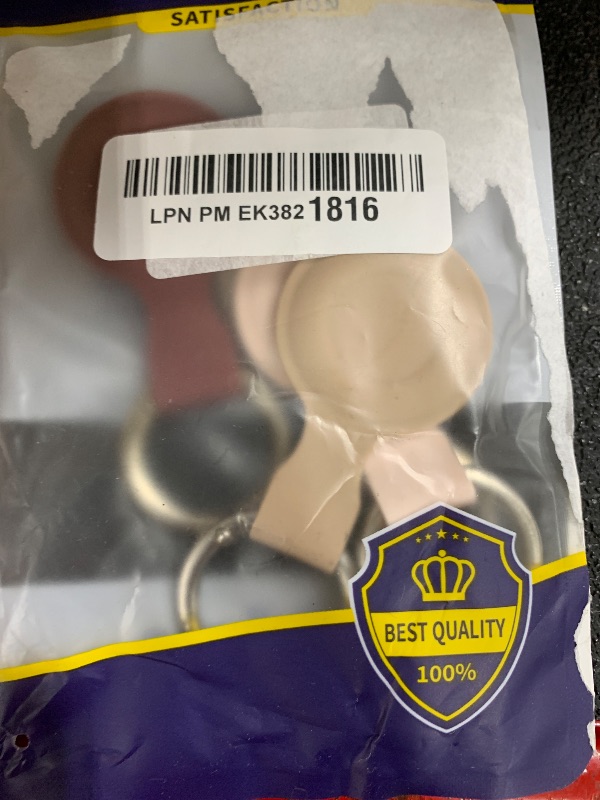 SATISFACTION
LPN PM EK3821816
BEST QUALITY
100%